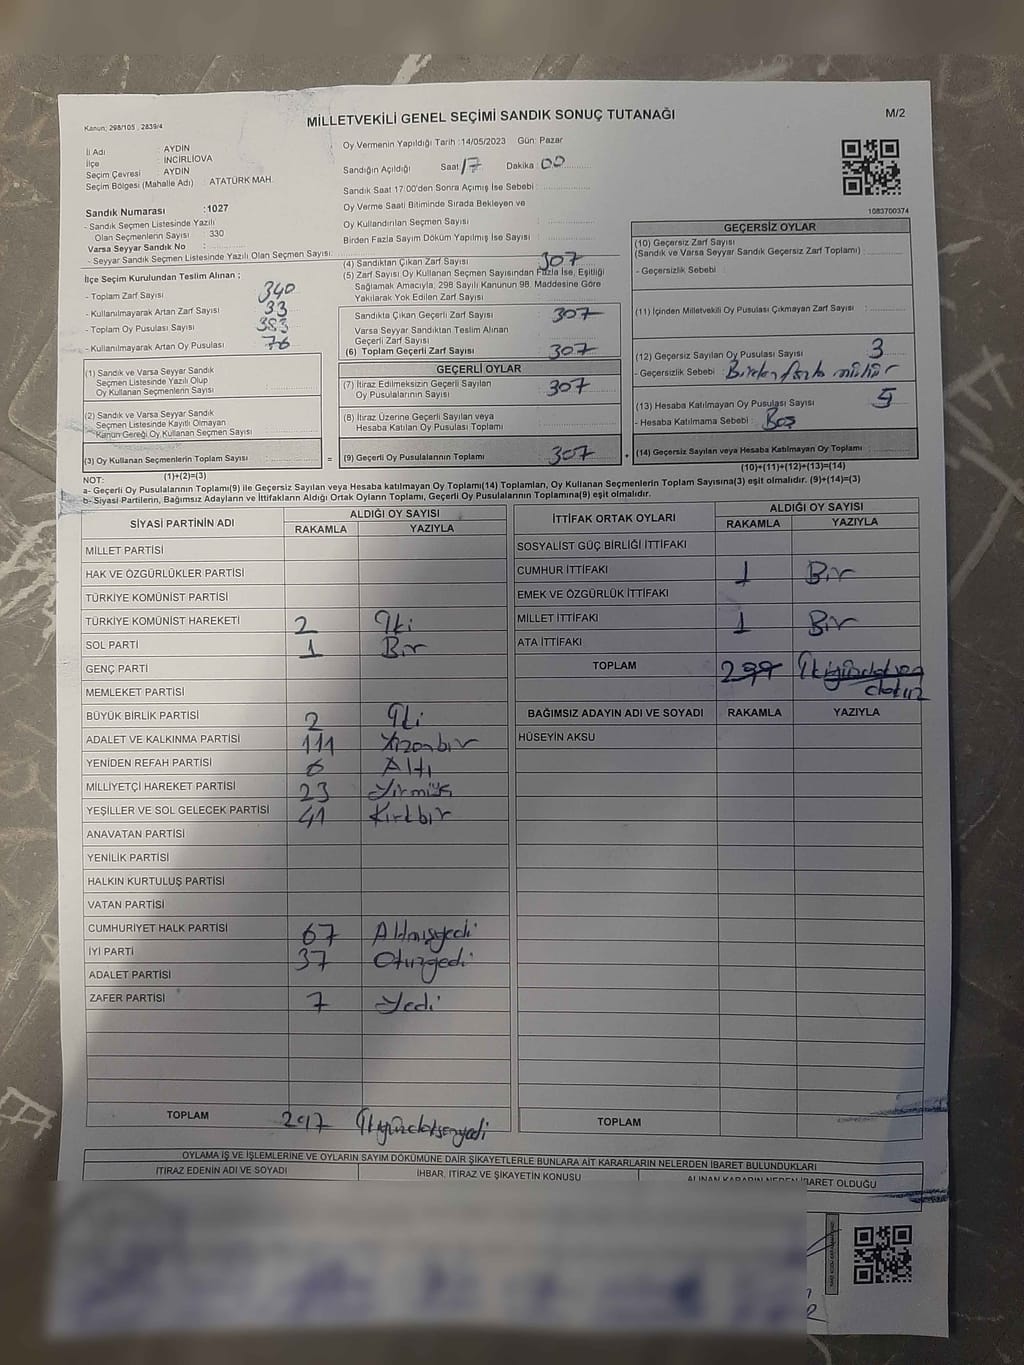 MİLLETVEKİLİ GENEL SEÇİMİ SANDIK SONUÇ TUTANAĞI
M/2
Kanun; 298/105 , 2839/4
İl Adı : AYDIN
İlçe : İNCİRLİOVA
Seçim Çevresi : AYDIN
Seçim Bölgesi (Mahalle Adı) : ATATÜRK MAH.
Sandık Numarası :1027
- Sandık Seçmen Listesinde Yazılı
Olan Seçmenlerin Sayısı : 330
Varsa Seyyar Sandık No :
- Seyyar Sandık Seçmen Listesinde Yazılı Olan Seçmen Sayısı:
İlçe Seçim Kurulundan Teslim Alınan ;
- Toplam Zarf Sayısı : 340
- Kullanılmayarak Artan Zarf Sayısı : 33
- Toplam Oy Pusulası Sayısı : 383
- Kullanılmayarak Artan Oy Pusulası : 76
(1) Sandık ve Varsa Seyyar Sandık
Seçmen Listesinde Yazılı Olup
Oy Kullanan Seçmenlerin Sayısı :
(2) Sandık ve Varsa Seyyar Sandık
Seçmen Listesinde Kayıtlı Olmayan
Kanun Gereği Oy Kullanan Seçmen Sayısı :
(3) Oy Kullanan Seçmenlerin Toplam Sayısı :
(1)+(2)=(3)
Oy Vermenin Yapıldığı Tarih :14/05/2023 Gün: Pazar
Sandığın Açıldığı Saat : 17 Dakika : 00
Sandık Saat 17:00'den Sonra Açılmış İse Sebebi :
Oy Verme Saati Bitiminde Sırada Bekleyen ve
Oy Kullandırılan Seçmen Sayısı :
Birden Fazla Sayım Döküm Yapılmış İse Sayısı :
(4) Sandıktan Çıkan Zarf Sayısı : 307
(5) Zarf Sayısı Oy Kullanan Seçmen Sayısından Fazla İse, Eşitliği
Sağlamak Amacıyla, 298 Sayılı Kanunun 98. Maddesine Göre
Yakılarak Yok Edilen Zarf Sayısı :
Sandıkta Çıkan Geçerli Zarf Sayısı : 307
Varsa Seyyar Sandıktan Teslim Alınan
Geçerli Zarf Sayısı :
(6) Toplam Geçerli Zarf Sayısı : 307
GEÇERLİ OYLAR
(7) İtiraz Edilmeksizin Geçerli Sayılan
Oy Pusulalarının Sayısı : 307
(8) İtiraz Üzerine Geçerli Sayılan veya
Hesaba Katılan Oy Pusulası Toplamı :
= (9) Geçerli Oy Pusulalarının Toplamı : 307 +
1083700374
GEÇERSİZ OYLAR
(10) Geçersiz Zarf Sayısı
(Sandık ve Varsa Seyyar Sandık Geçersiz Zarf Toplamı) :
- Geçersizlik Sebebi :
(11) İçinden Milletvekili Oy Pusulası Çıkmayan Zarf Sayısı :
(12) Geçersiz Sayılan Oy Pusulası Sayısı : 3
- Geçersizlik Sebebi : Birden fazla mühür
(13) Hesaba Katılmayan Oy Pusulası Sayısı : 5
- Hesaba Katılmama Sebebi : Boş
(14) Geçersiz Sayılan veya Hesaba Katılmayan Oy Toplamı :
(10)+(11)+(12)+(13)=(14)
NOT:
a- Geçerli Oy Pusulalarının Toplamı(9) ile Geçersiz Sayılan veya Hesaba Katılmayan Oy Toplamı(14) Toplamları, Oy Kullanan Seçmenlerin Toplam Sayısına(3) eşit olmalıdır. (9)+(14)=(3)
b- Siyasi Partilerin, Bağımsız Adayların ve İttifakların Aldığı Ortak Oyların Toplamı, Geçerli Oy Pusulalarının Toplamına(9) eşit olmalıdır.
SİYASİ PARTİNİN ADI ALDIĞI OY SAYISI
RAKAMLA YAZIYLA
MİLLET PARTİSİ
HAK VE ÖZGÜRLÜKLER PARTİSİ
TÜRKİYE KOMÜNİST PARTİSİ
TÜRKİYE KOMÜNİST HAREKETİ 2 İki
SOL PARTİ 1 Bir
GENÇ PARTİ
MEMLEKET PARTİSİ
BÜYÜK BİRLİK PARTİSİ 2 İki
ADALET VE KALKINMA PARTİSİ 111 Yüzonbir
YENİDEN REFAH PARTİSİ 6 Altı
MİLLİYETÇİ HAREKET PARTİSİ 23 Yirmiüç
YEŞİLLER VE SOL GELECEK PARTİSİ 41 Kırkbir
ANAVATAN PARTİSİ
YENİLİK PARTİSİ
HALKIN KURTULUŞ PARTİSİ
VATAN PARTİSİ
CUMHURİYET HALK PARTİSİ 67 Altmışyedi
İYİ PARTİ 37 Otuzyedi
ADALET PARTİSİ
ZAFER PARTİSİ 7 Yedi
TOPLAM 297 İkiyüzdoksanyedi
İTTİFAK ORTAK OYLARI ALDIĞI OY SAYISI
RAKAMLA YAZIYLA
SOSYALİST GÜÇ BİRLİĞİ İTTİFAKI
CUMHUR İTTİFAKI 1 Bir
EMEK VE ÖZGÜRLÜK İTTİFAKI
MİLLET İTTİFAKI 1 Bir
ATA İTTİFAKI
TOPLAM 299 İkiyüzdoksan
dokuz
BAĞIMSIZ ADAYIN ADI VE SOYADI RAKAMLA YAZIYLA
HÜSEYİN AKSU
TOPLAM
OYLAMA İŞ VE İŞLEMLERİNE VE OYLARIN SAYIM DÖKÜMÜNE DAİR ŞİKAYETLERLE BUNLARA AİT KARARLARIN NELERDEN İBARET BULUNDUKLARI
İTİRAZ EDENİN ADI VE SOYADI İHBAR, İTİRAZ VE ŞİKAYETİN KONUSU ALINAN KARARIN NEDEN İBARET OLDUĞU